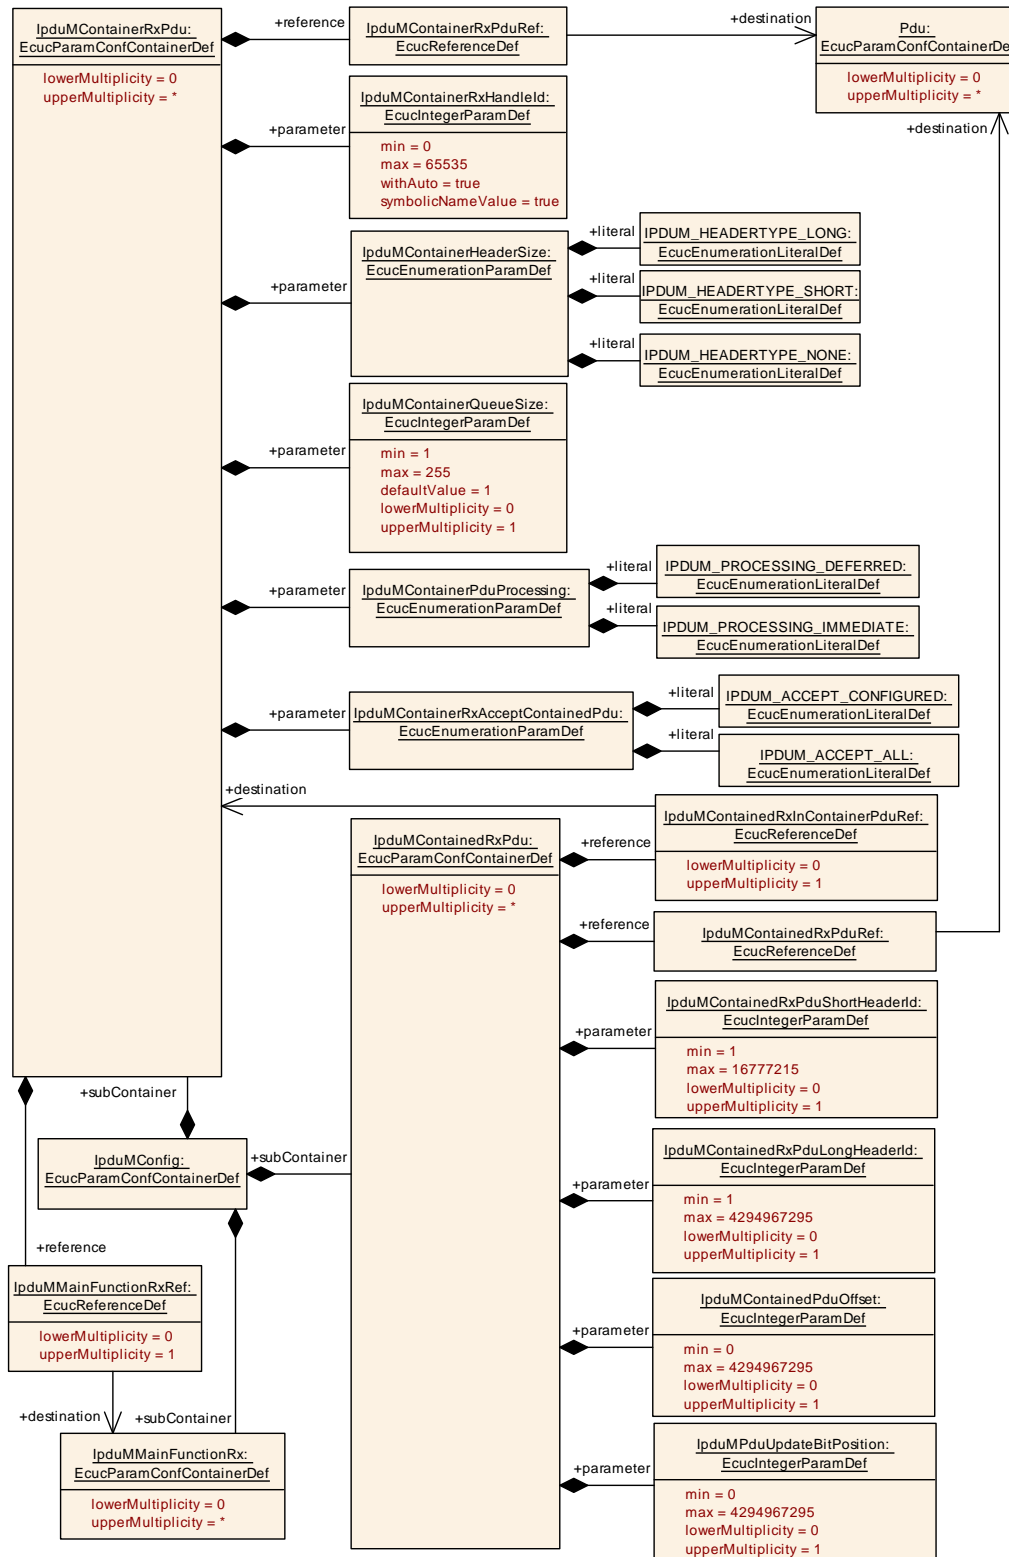 IpduMContainerRxPdu:
EcucParamConfContainerDef
lowerMultiplicity = 0
upperMultiplicity = *
+reference
IpduMContainerRxPduRef:
EcucReferenceDef
+destination
Pdu:
EcucParamConfContainerDe
lowerMultiplicity = 0
upperMultiplicity = *
+destination
+parameter
IpduMContainerRxHandleId:
EcucIntegerParamDef
min = 0
max = 65535
withAuto = true
symbolicNameValue = true
+parameter
IpduMContainerHeaderSize:
EcucEnumerationParamDef
+literal
IPDUM_HEADERTYPE_LONG:
EcucEnumerationLiteralDef
+literal
IPDUM_HEADERTYPE_SHORT:
EcucEnumerationLiteralDef
+literal
IPDUM_HEADERTYPE_NONE:
EcucEnumerationLiteralDef
+parameter
IpduMContainerQueueSize:
EcucIntegerParamDef
min = 1
max = 255
defaultValue = 1
lowerMultiplicity = 0
upperMultiplicity = 1
+parameter
IpduMContainerPduProcessing:
EcucEnumerationParamDef
+literal
IPDUM_PROCESSING_DEFERRED:
EcucEnumerationLiteralDef
+literal
IPDUM_PROCESSING_IMMEDIATE:
EcucEnumerationLiteralDef
+parameter
IpduMContainerRxAcceptContainedPdu:
EcucEnumerationParamDef
+literal
IPDUM_ACCEPT_CONFIGURED:
EcucEnumerationLiteralDef
+literal
IPDUM_ACCEPT_ALL:
EcucEnumerationLiteralDef
+destination
IpduMContainedRxPdu:
EcucParamConfContainerDef
lowerMultiplicity = 0
upperMultiplicity = *
+reference
IpduMContainedRxInContainerPduRef:
EcucReferenceDef
lowerMultiplicity = 0
upperMultiplicity = 1
+reference
IpduMContainedRxPduRef:
EcucReferenceDef
+parameter
IpduMContainedRxPduShortHeaderId:
EcucIntegerParamDef
min = 1
max = 16777215
lowerMultiplicity = 0
upperMultiplicity = 1
+subContainer
IpduMConfig:
EcucParamConfContainerDef
+subContainer
+parameter
IpduMContainedRxPduLongHeaderId:
EcucIntegerParamDef
min = 1
max = 4294967295
lowerMultiplicity = 0
upperMultiplicity = 1
+reference
IpduMMainFunctionRxRef:
EcucReferenceDef
lowerMultiplicity = 0
upperMultiplicity = 1
+parameter
IpduMContainedPduOffset:
EcucIntegerParamDef
min = 0
max = 4294967295
lowerMultiplicity = 0
upperMultiplicity = 1
+destination
+subContainer
IpduMMainFunctionRx:
EcucParamConfContainerDef
lowerMultiplicity = 0
upperMultiplicity = *
+parameter
IpduMPduUpdateBitPosition:
EcucIntegerParamDef
min = 0
max = 4294967295
lowerMultiplicity = 0
upperMultiplicity = 1